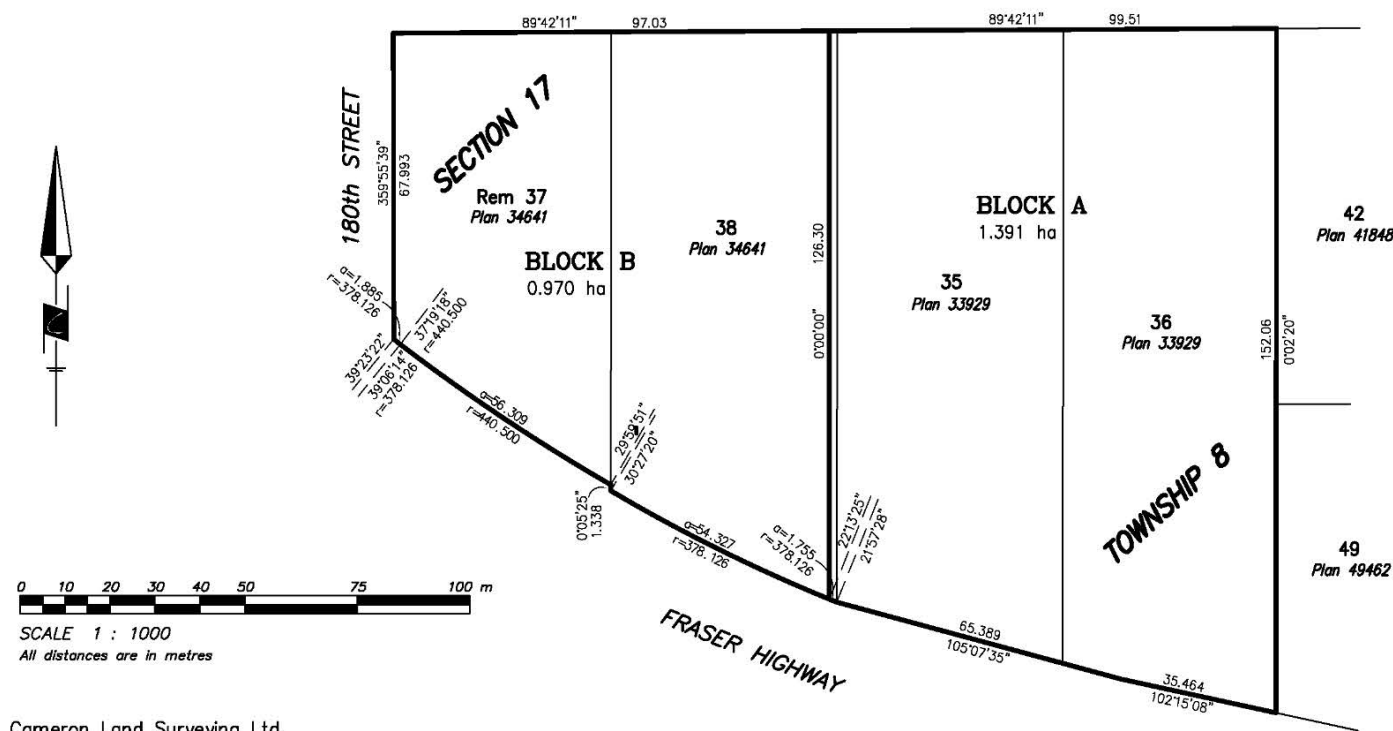 89°42'11" 97.03
89°42'11" 99.51
180th STREET
359°55'39"
67.993
SECTION 17
Rem 37
Plan 34641
38
Plan 34641
BLOCK B
0.970 ha
BLOCK A
1.391 ha
35
Plan 33929
36
Plan 33929
42
Plan 41848
126.30
0°00'00"
152.06
0°02'20"
a=1.885
r=378.126
37°19'18"
r=440.500
39°23'22"
39°06'14"
r=378.126
a=56.309
r=440.500
29°59'51"
30°27'20"
0°05'25"
1.338
a=54.327
r=378.126
a=1.755
r=378.126
22°13'25"
21°57'28"
TOWNSHIP 8
49
Plan 49462
65.389
105°07'35"
35.464
102°15'08"
FRASER HIGHWAY
0 10 20 30 40 50 75 100 m
SCALE 1 : 1000
All distances are in metres
Cameron Land Surveying Ltd.